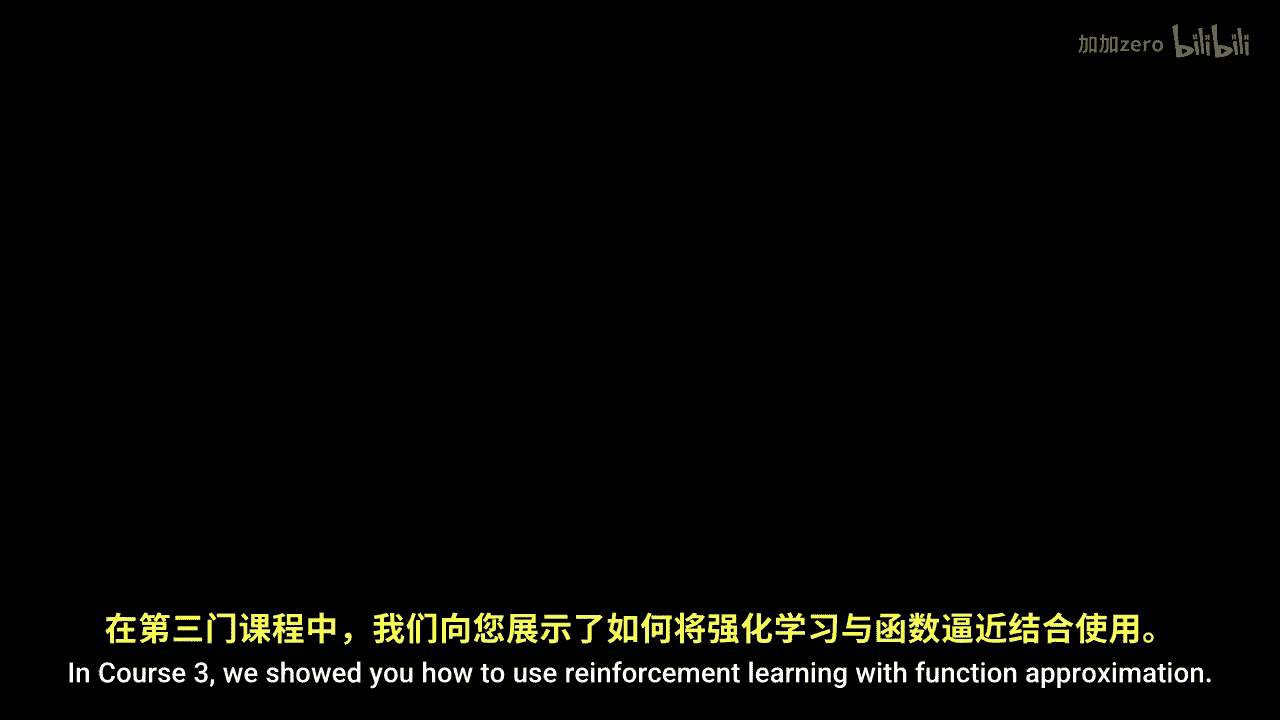 加加zero bilibili
在第三门课程中，我们向您展示了如何将强化学习与函数逼近结合使用。
In Course 3, we showed you how to use reinforcement learning with function approximation.